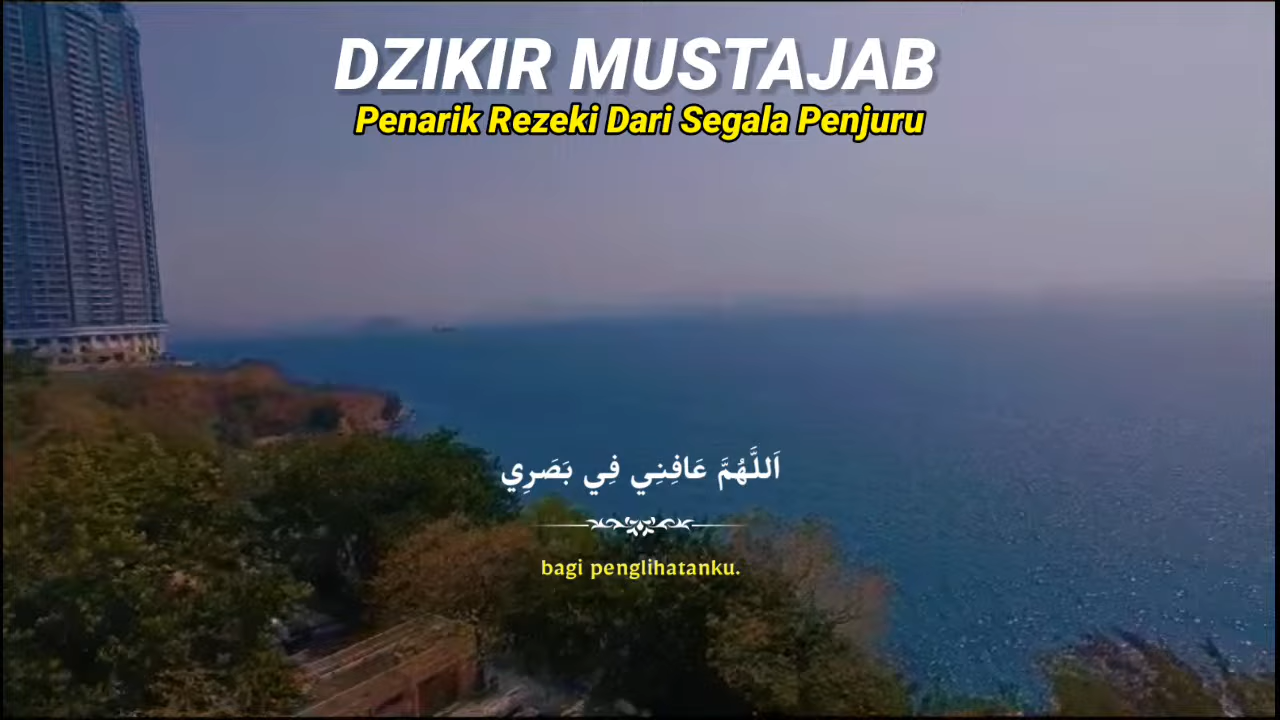 DZIKIR MUSTAJAB
Penarik Rezeki Dari Segala Penjuru
اَللَّهُمَّ عَافِنِي فِي بَصَرِي
bagi penglihatanku.